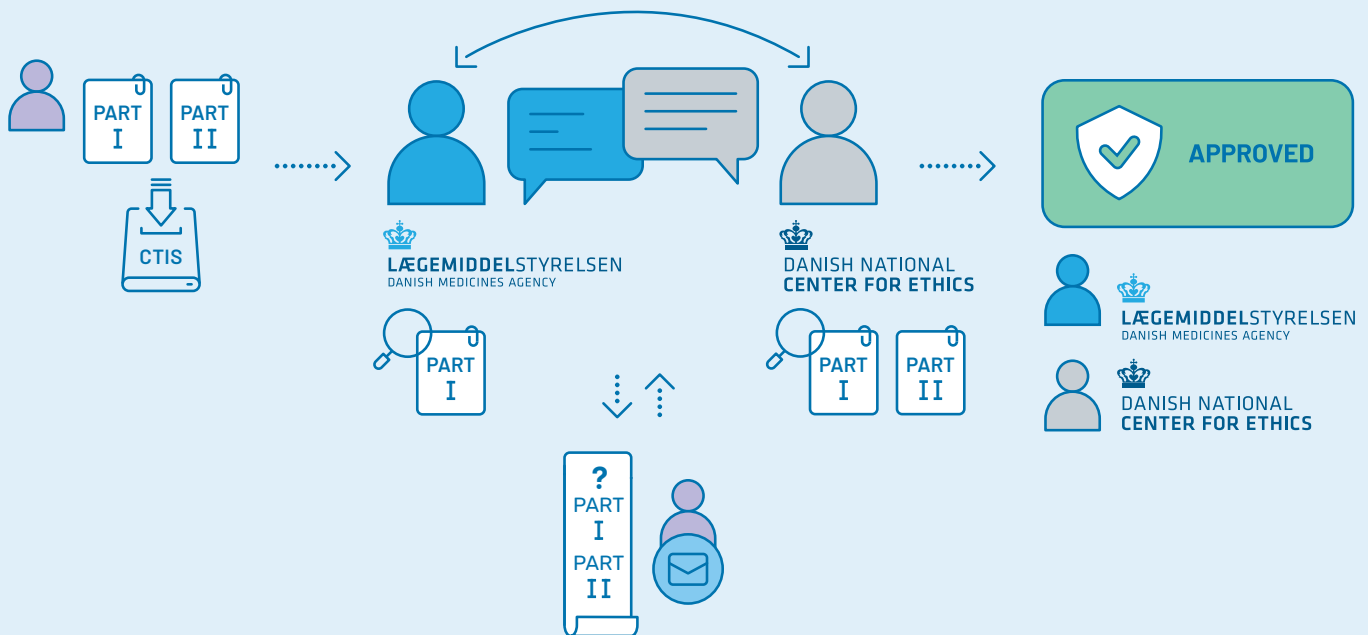 PART
I
PART
II
CTIS
LÆGEMIDDELSTYRELSEN
DANISH MEDICINES AGENCY
PART
I
DANISH NATIONAL
CENTER FOR ETHICS
PART
I
PART
II
?
PART
I
PART
II
APPROVED
LÆGEMIDDELSTYRELSEN
DANISH MEDICINES AGENCY
DANISH NATIONAL
CENTER FOR ETHICS